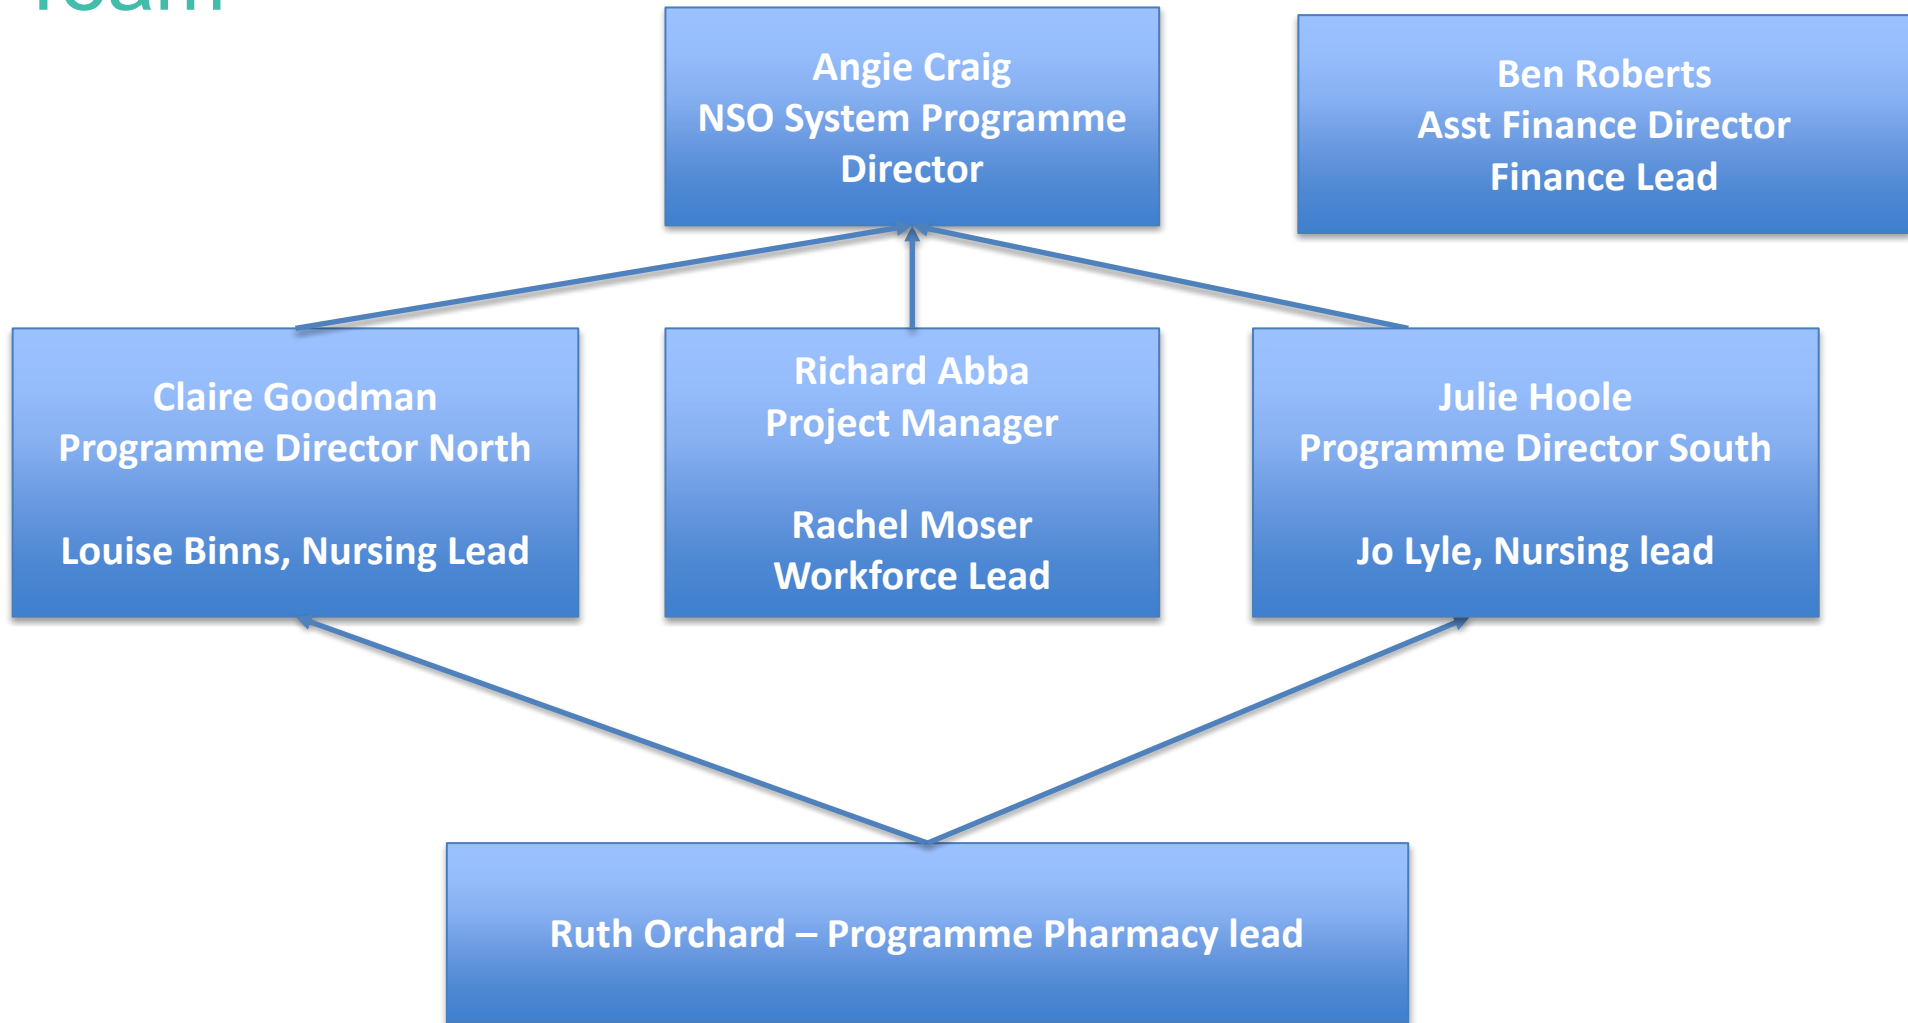 Team
Angie Craig
NSO System Programme
Director
Ben Roberts
Asst Finance Director
Finance Lead
Claire Goodman
Programme Director North
Louise Binns, Nursing Lead
Richard Abba
Project Manager
Rachel Moser
Workforce Lead
Julie Hoole
Programme Director South
Jo Lyle, Nursing lead
Ruth Orchard – Programme Pharmacy lead